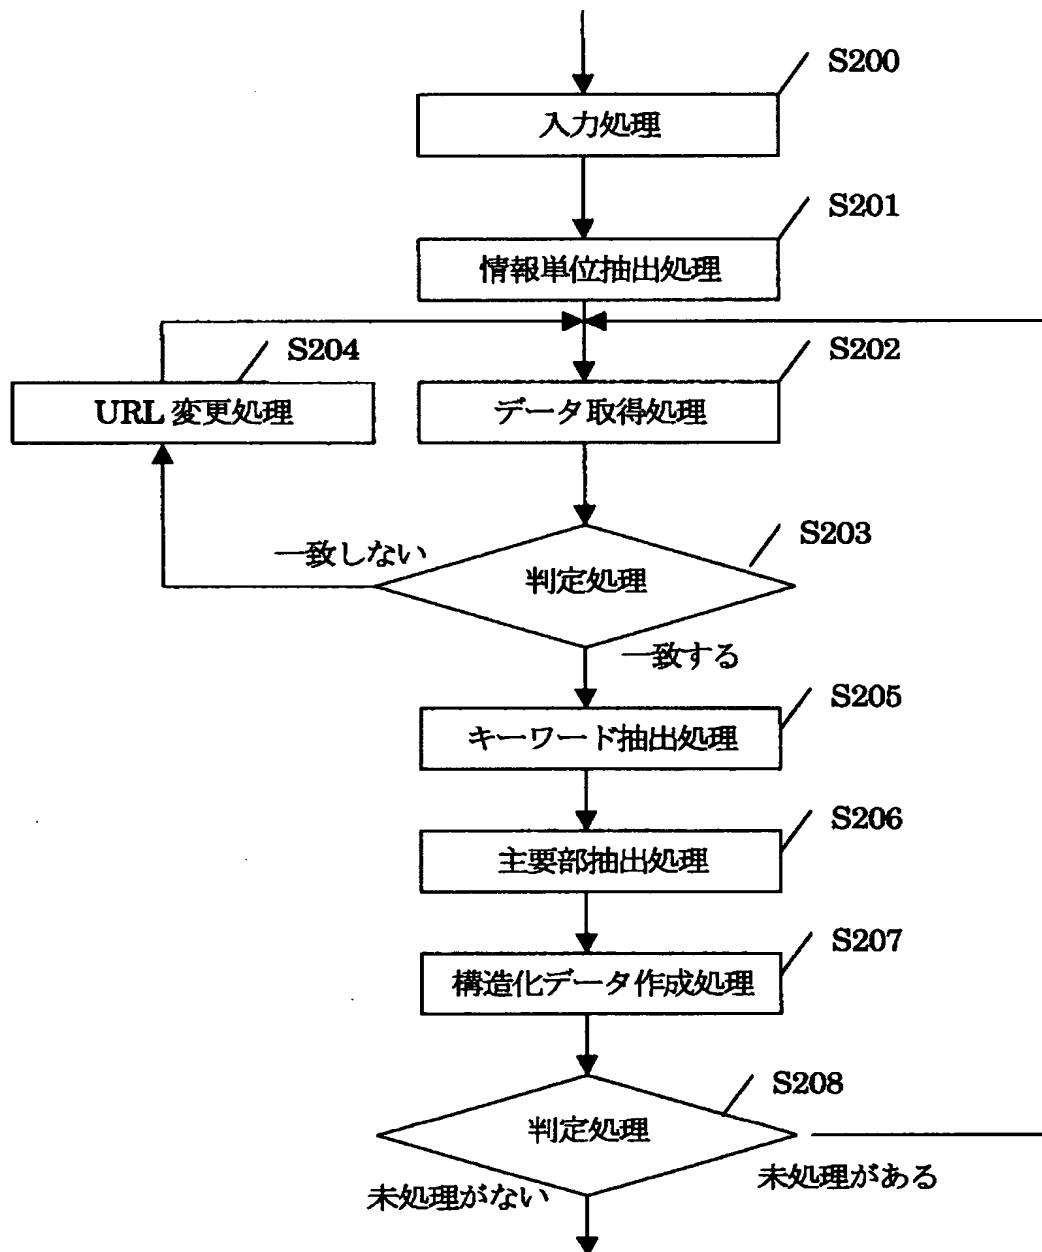 S200
入力処理
S201
情報単位抽出処理
S204
S202
URL 変更処理
データ取得処理
S203
一致しない
判定処理
一致する
S205
キーワード抽出処理
S206
主要部抽出処理
S207
構造化データ作成処理
S208
判定処理
未処理がある
未処理がない